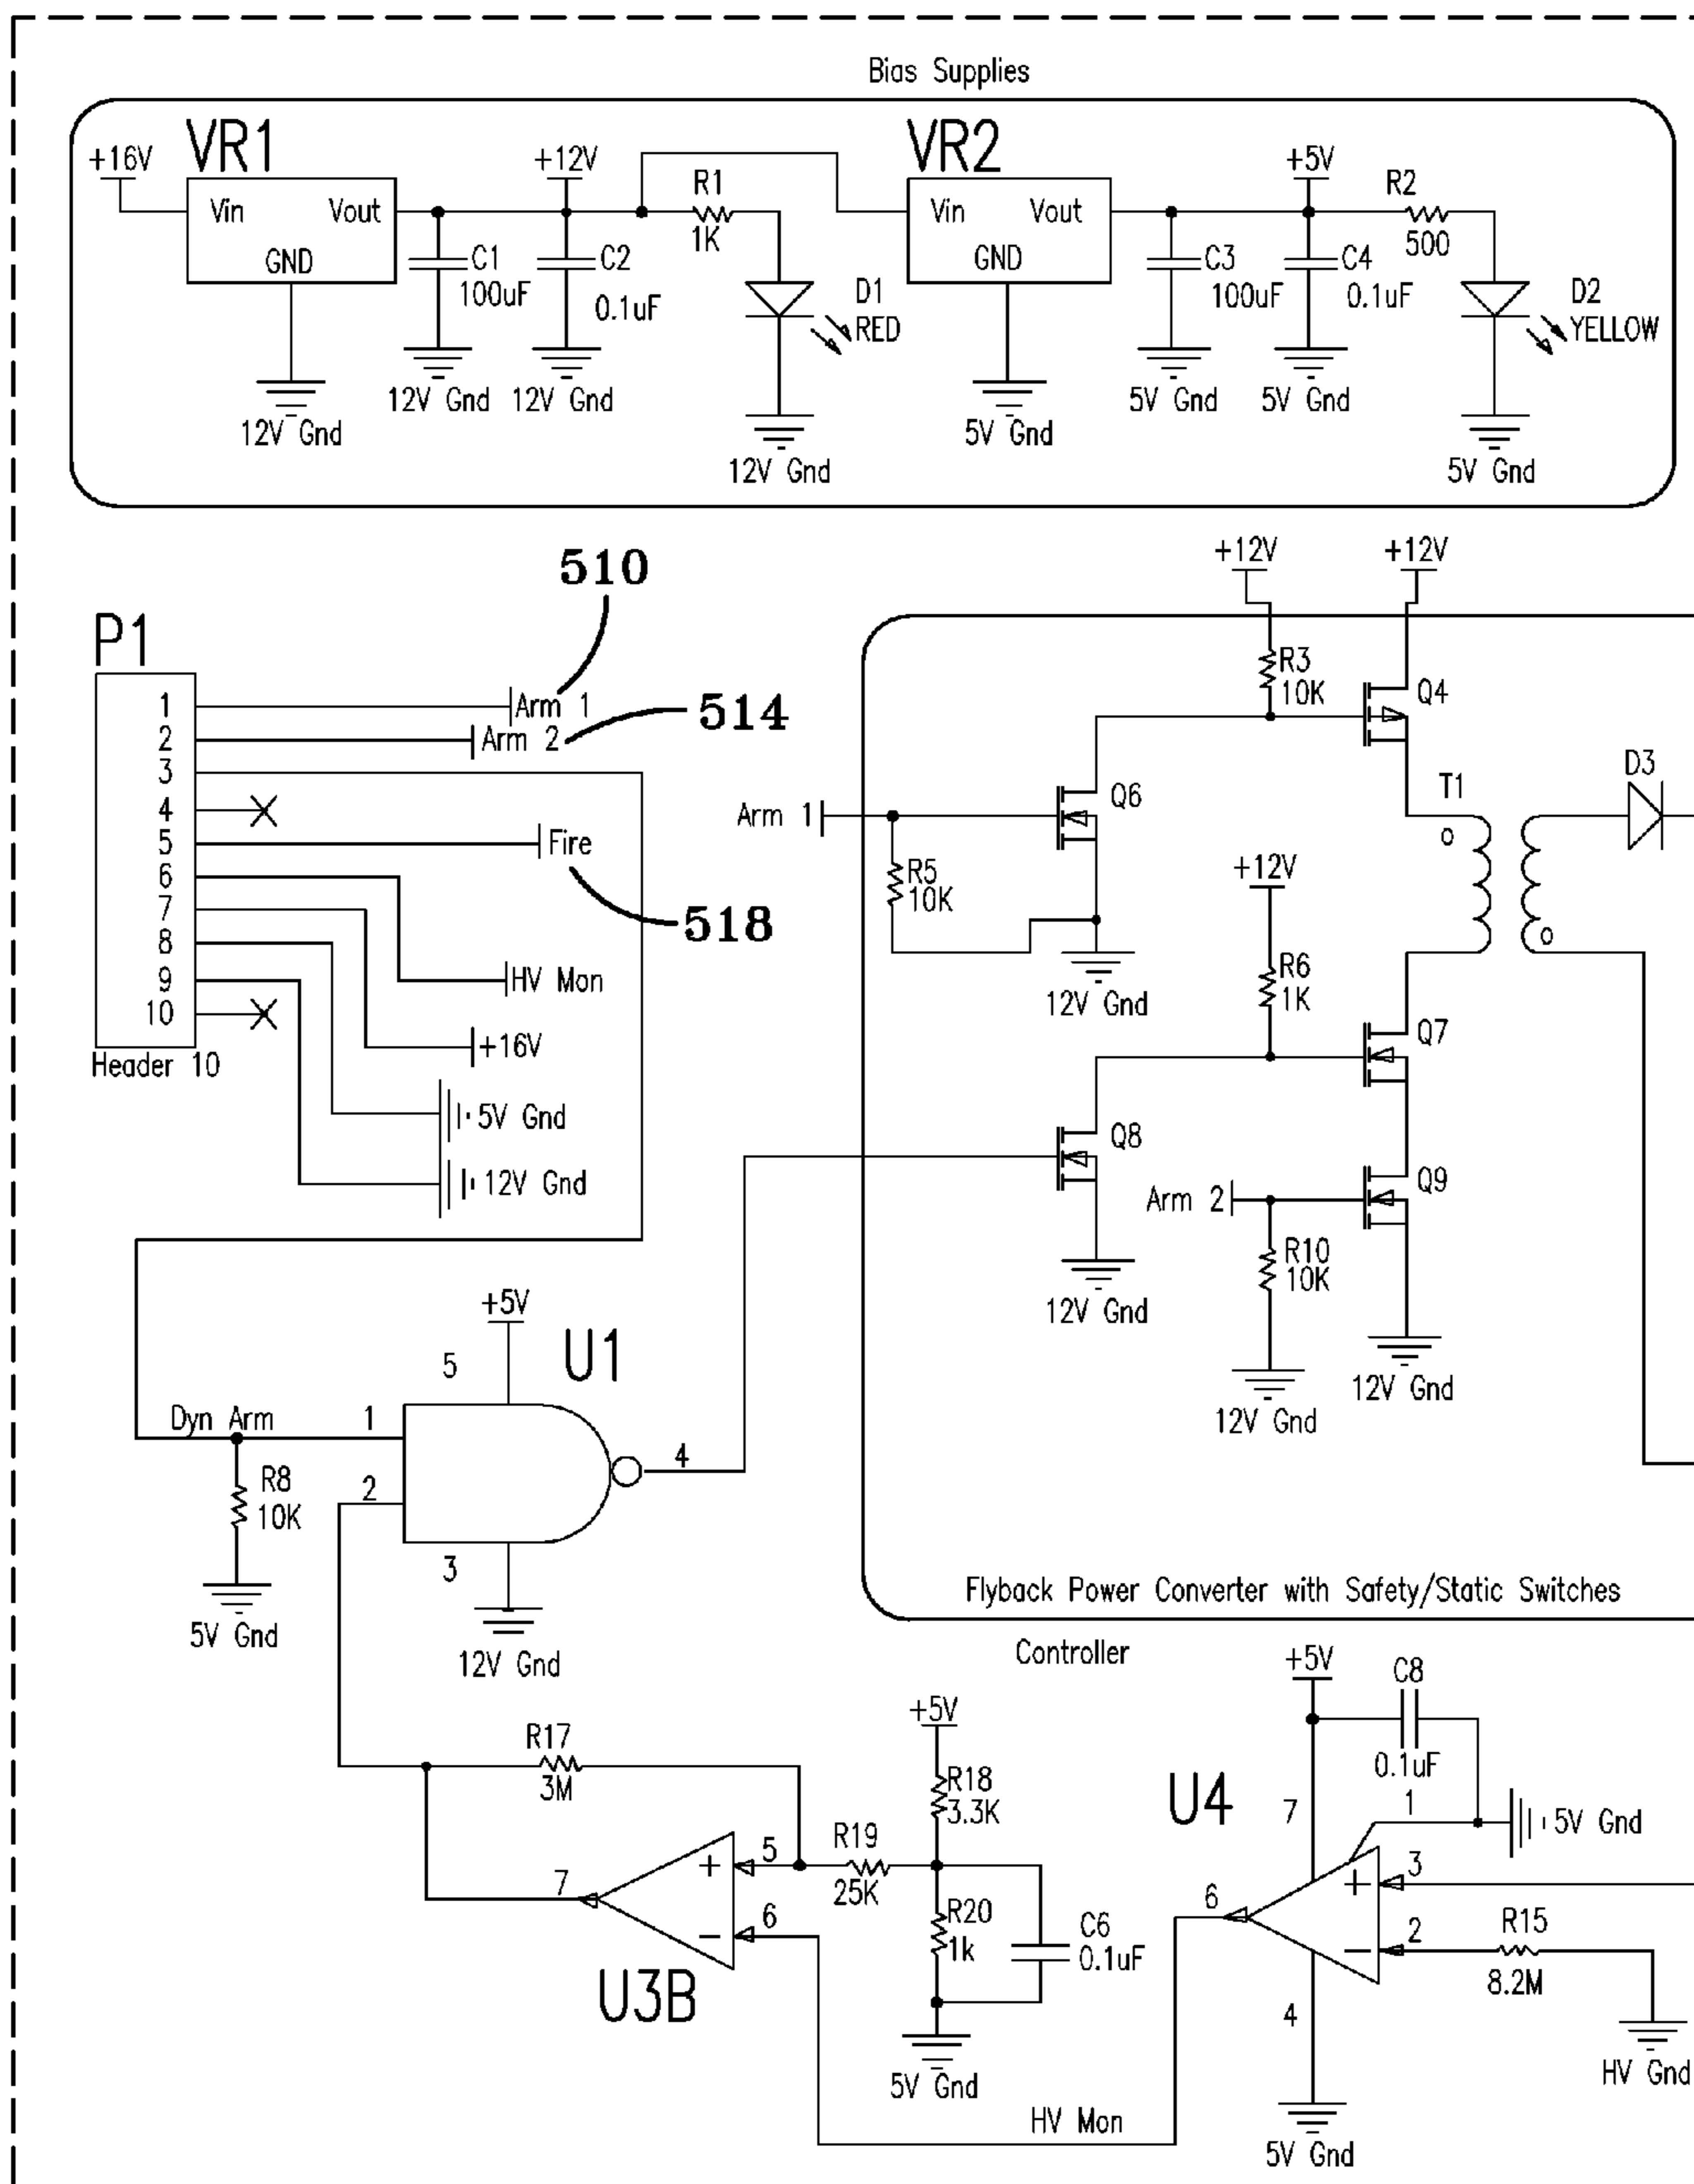 Bias Supplies
VR1
VR2
+16V
+12V
+5V
R1
1K
R2
500
Vin
Vout
GND
Vin
Vout
GND
C1
100uF
C2
0.1uF
D1
RED
C3
100uF
C4
0.1uF
D2
YELLOW
12V Gnd
12V Gnd
12V Gnd
12V Gnd
5V Gnd
5V Gnd
5V Gnd
5V Gnd
510
514
518
P1
1
2
3
4
5
6
7
8
9
10
Header 10
Arm 1
Arm 2
Fire
HV Mon
+16V
5V Gnd
12V Gnd
+12V
+12V
R3
10K
Q4
Arm 1
Q6
R5
10K
12V Gnd
T1
o
o
D3
+12V
R6
1K
Q7
Q8
12V Gnd
Arm 2
Q9
R10
10K
12V Gnd
12V Gnd
Flyback Power Converter with Safety/Static Switches
+5V
U1
5
Dyn Arm
1
2
4
3
R8
10K
5V Gnd
12V Gnd
Controller
R17
3M
+5V
R18
3.3K
R19
25K
R20
1k
C6
0.1uF
5V Gnd
+
5
-
6
7
U3B
+5V
C8
0.1uF
U4
7
1
5V Gnd
+
3
-
2
6
4
R15
8.2M
HV Gnd
5V Gnd
HV Mon